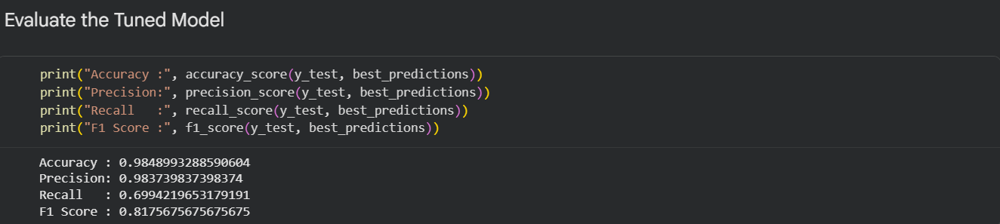 Evaluate the Tuned Model
print("Accuracy :", accuracy_score(y_test, best_predictions))
print("Precision:", precision_score(y_test, best_predictions))
print("Recall   :", recall_score(y_test, best_predictions))
print("F1 Score :", f1_score(y_test, best_predictions))
Accuracy : 0.9848993288590604
Precision: 0.983739837398374
Recall   : 0.6994219653179191
F1 Score : 0.8175675675675675